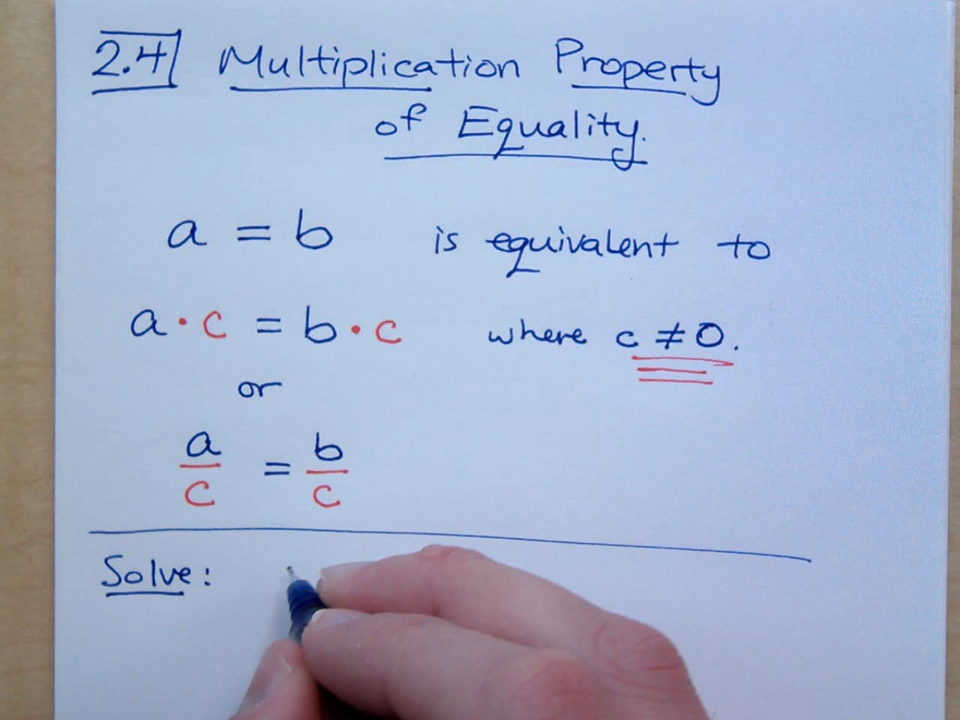 2.4 Multiplication Property
of Equality.
a = b is equivalent to
a · c = b · c where c ≠ 0.
or
a/c = b/c
Solve: